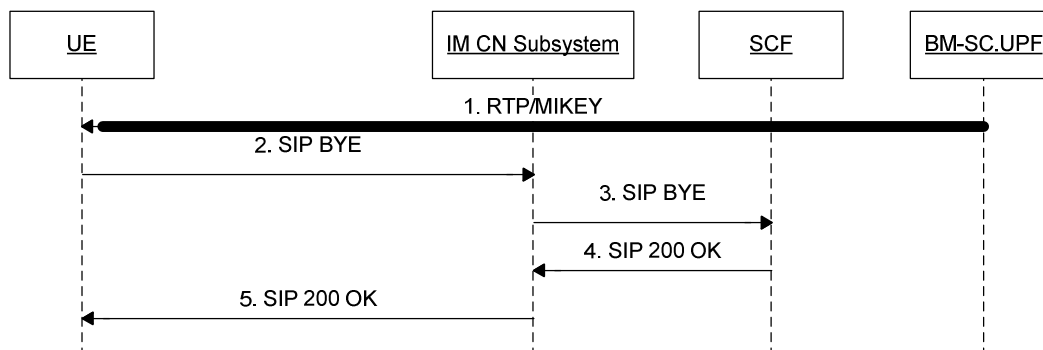 UE
IM CN Subsystem
SCF
BM-SC.UPF
1. RTP/MIKEY
2. SIP BYE
3. SIP BYE
4. SIP 200 OK
5. SIP 200 OK